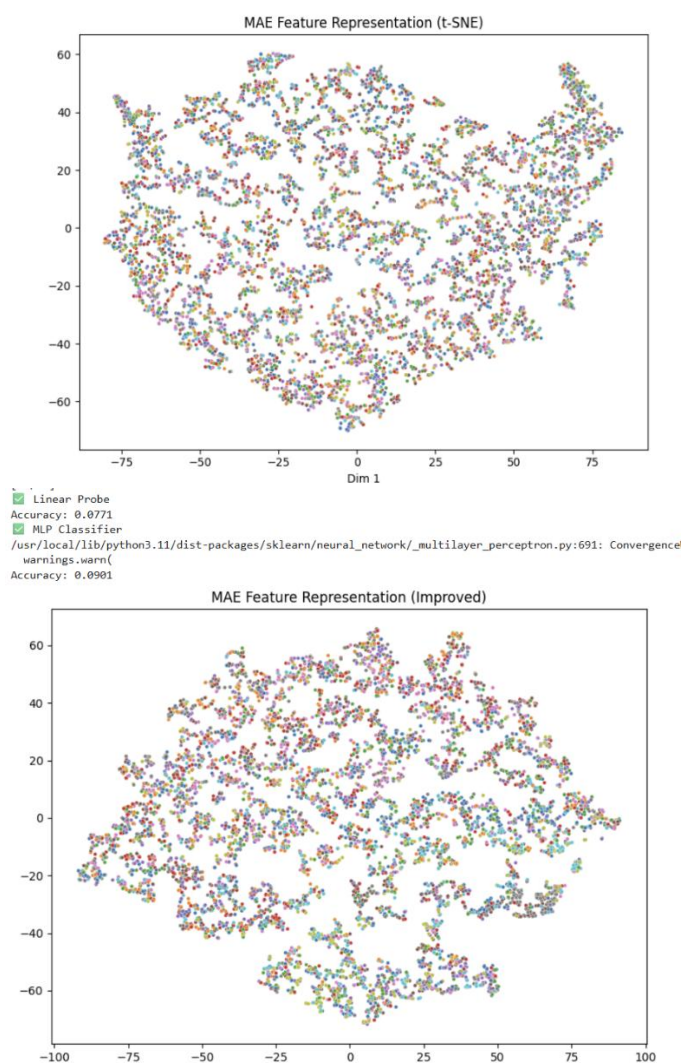 MAE Feature Representation (t-SNE)
60
40
20
0
−20
−40
−60
−75 −50 −25 0 25 50 75
Dim 1
✅ Linear Probe
Accuracy: 0.0771
✅ MLP Classifier
/usr/local/lib/python3.11/dist-packages/sklearn/neural_network/_multilayer_perceptron.py:691: Convergence
warnings.warn(
Accuracy: 0.0901
MAE Feature Representation (Improved)
60
40
20
0
−20
−40
−60
−100 −75 −50 −25 0 25 50 75 100